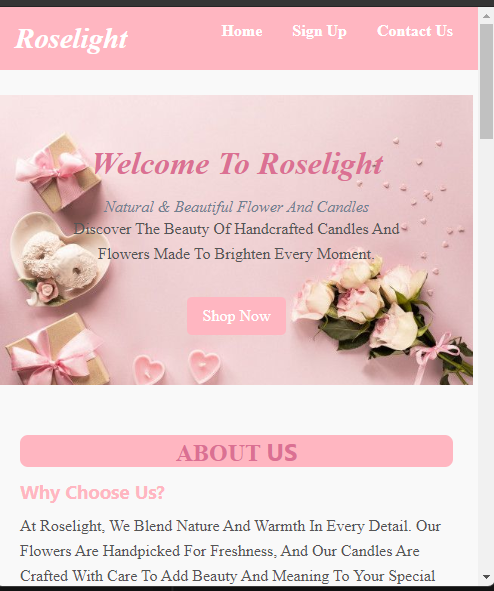 Roselight
Home Sign Up Contact Us
Welcome To Roselight
Natural & Beautiful Flower And Candles
Discover The Beauty Of Handcrafted Candles And
Flowers Made To Brighten Every Moment.
Shop Now
ABOUT US
Why Choose Us?
At Roselight, We Blend Nature And Warmth In Every Detail. Our
Flowers Are Handpicked For Freshness, And Our Candles Are
Crafted With Care To Add Beauty And Meaning To Your Special